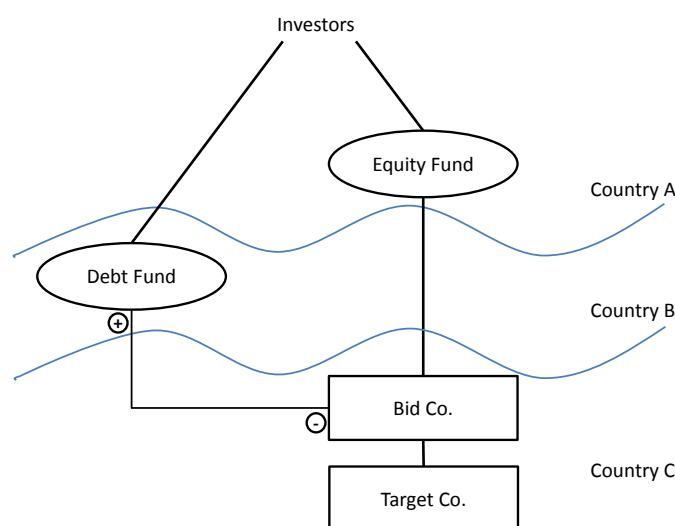 Investors
Equity Fund
Country A
Debt Fund
Country B
+
Bid Co.
-
Country C
Target Co.